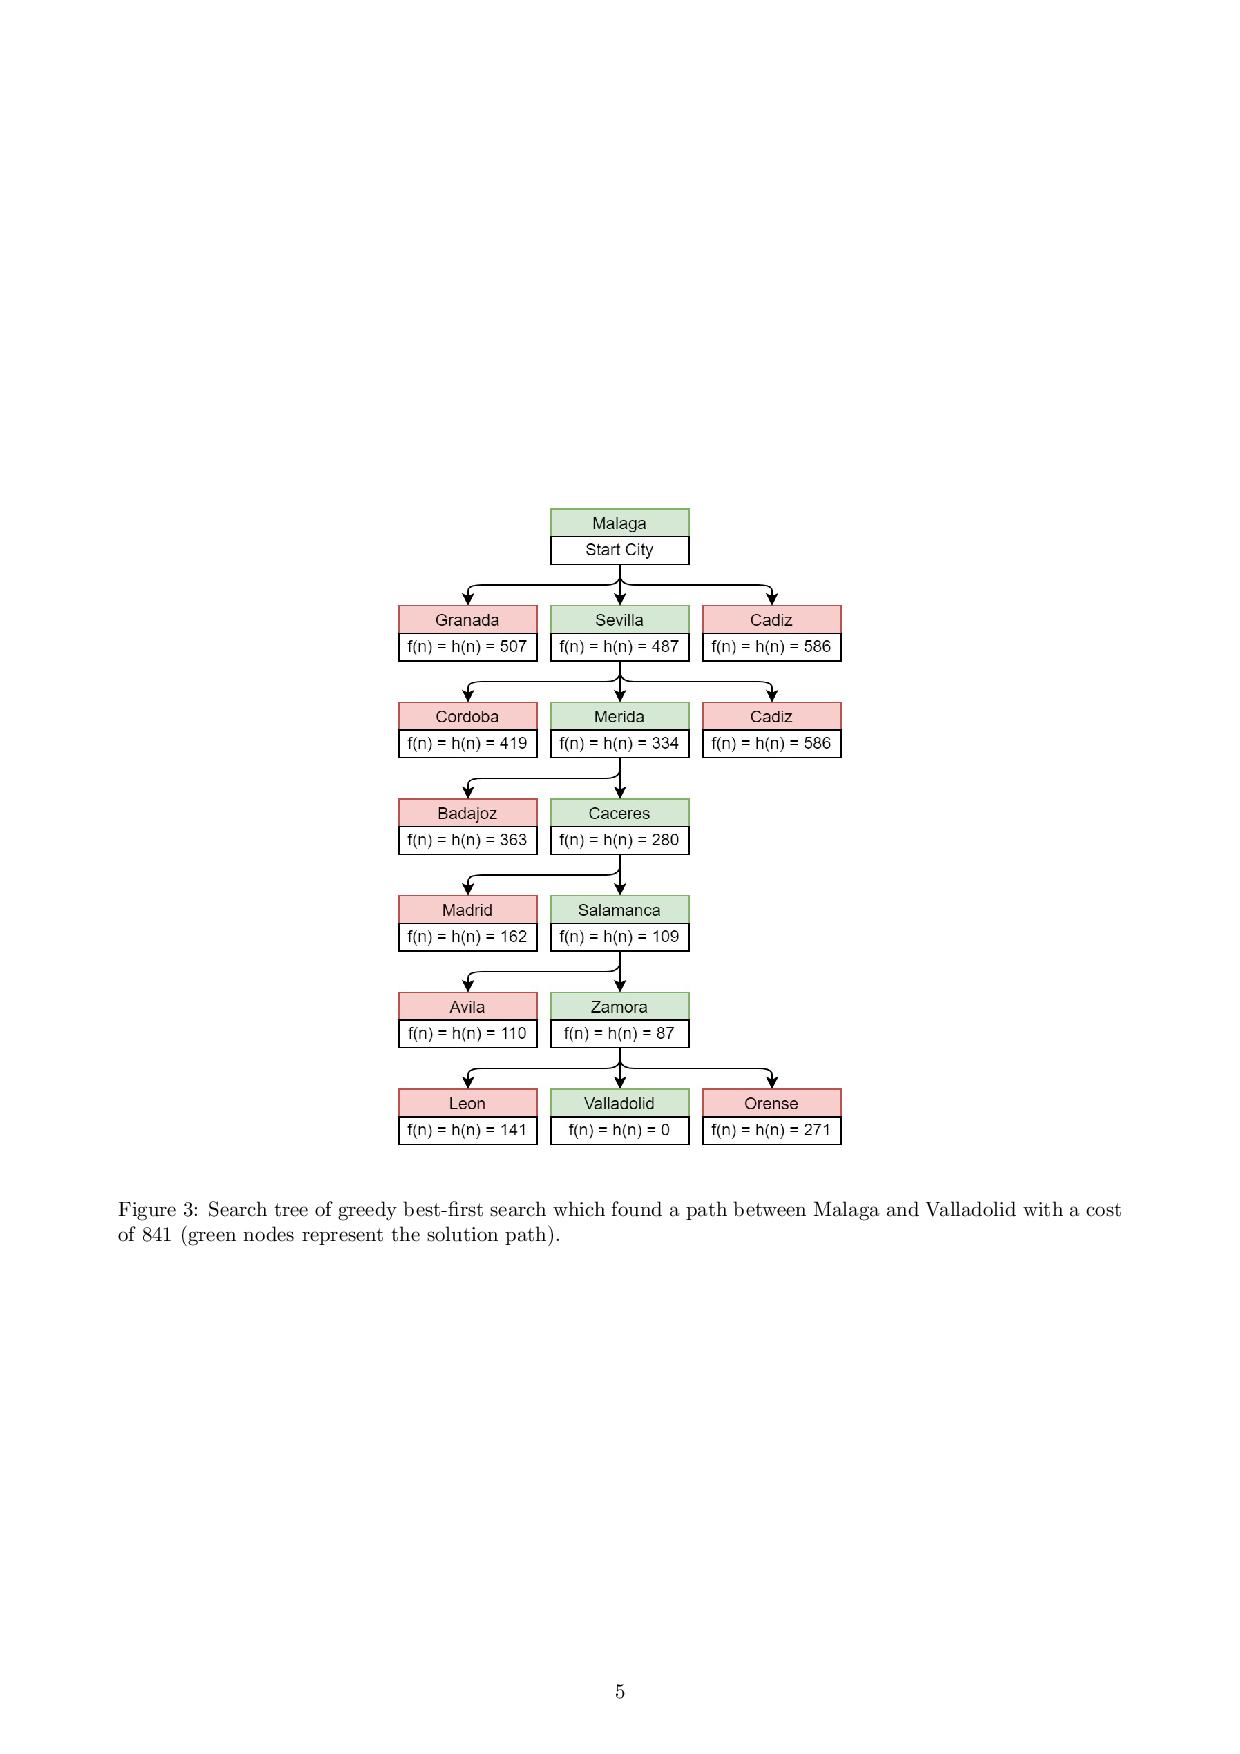 Malaga
Start City
Granada
f(n) = h(n) = 507
Sevilla
f(n) = h(n) = 487
Cadiz
f(n) = h(n) = 586
Cordoba
f(n) = h(n) = 419
Merida
f(n) = h(n) = 334
Cadiz
f(n) = h(n) = 586
Badajoz
f(n) = h(n) = 363
Caceres
f(n) = h(n) = 280
Madrid
f(n) = h(n) = 162
Salamanca
f(n) = h(n) = 109
Avila
f(n) = h(n) = 110
Zamora
f(n) = h(n) = 87
Leon
f(n) = h(n) = 141
Valladolid
f(n) = h(n) = 0
Orense
f(n) = h(n) = 271
Figure 3: Search tree of greedy best-first search which found a path between Malaga and Valladolid with a cost
of 841 (green nodes represent the solution path).
5